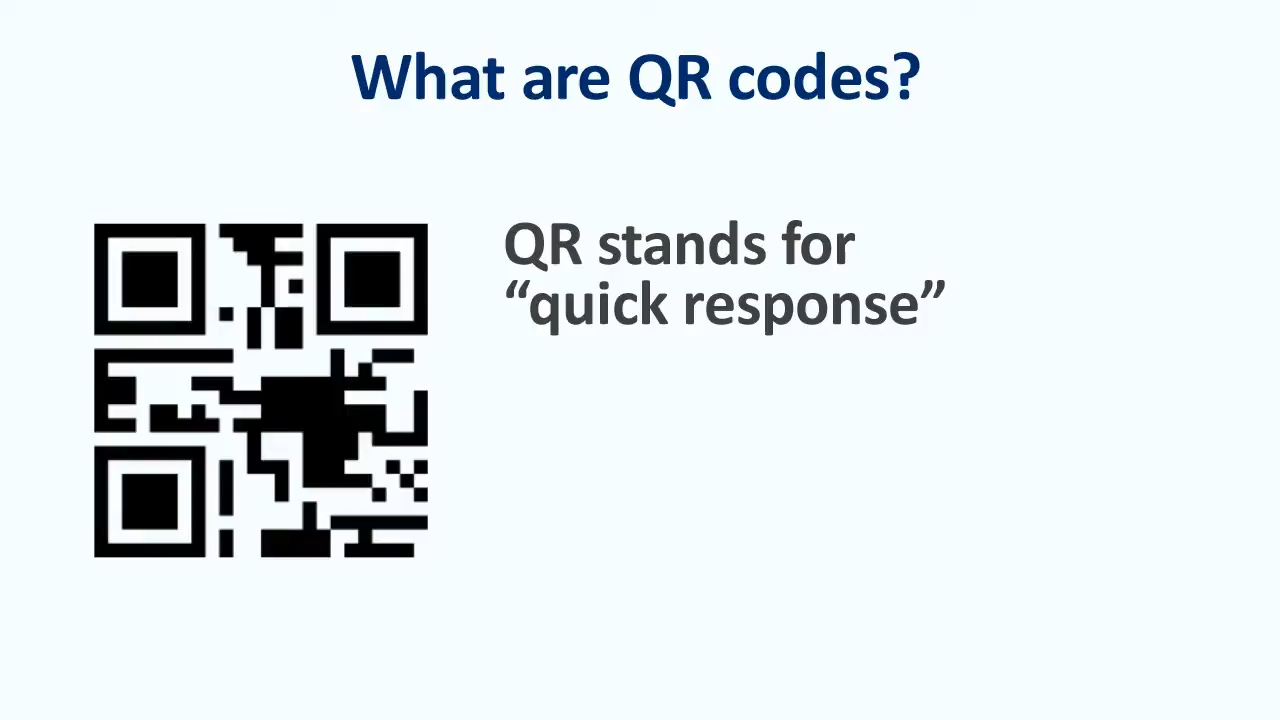 What are QR codes?
QR stands for
“quick response”